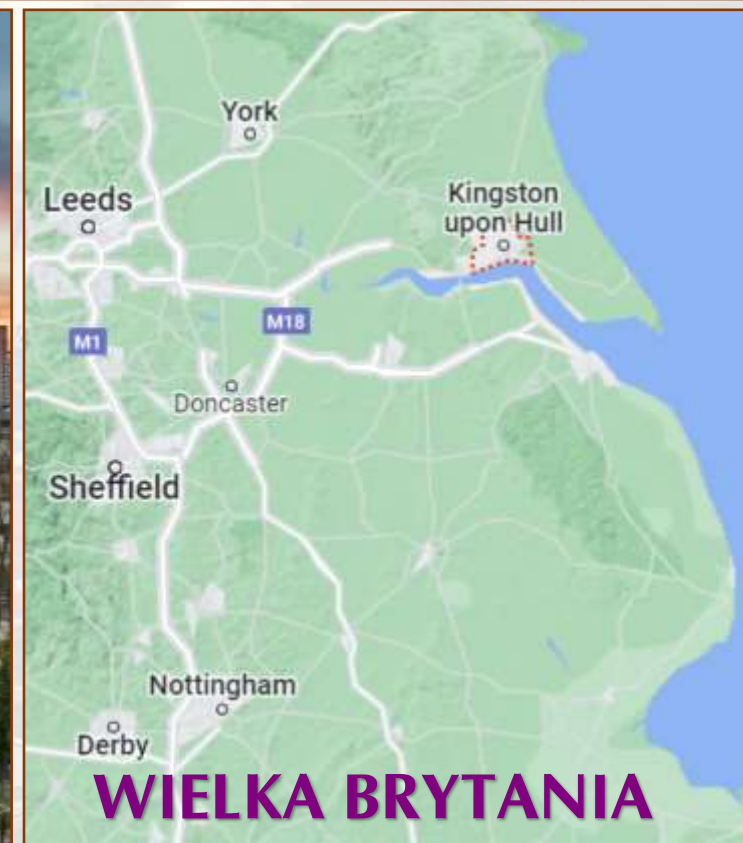 York
Leeds
Kingston
upon Hull
M18
M1
Doncaster
Sheffield
Nottingham
Derby
WIELKA BRYTANIA